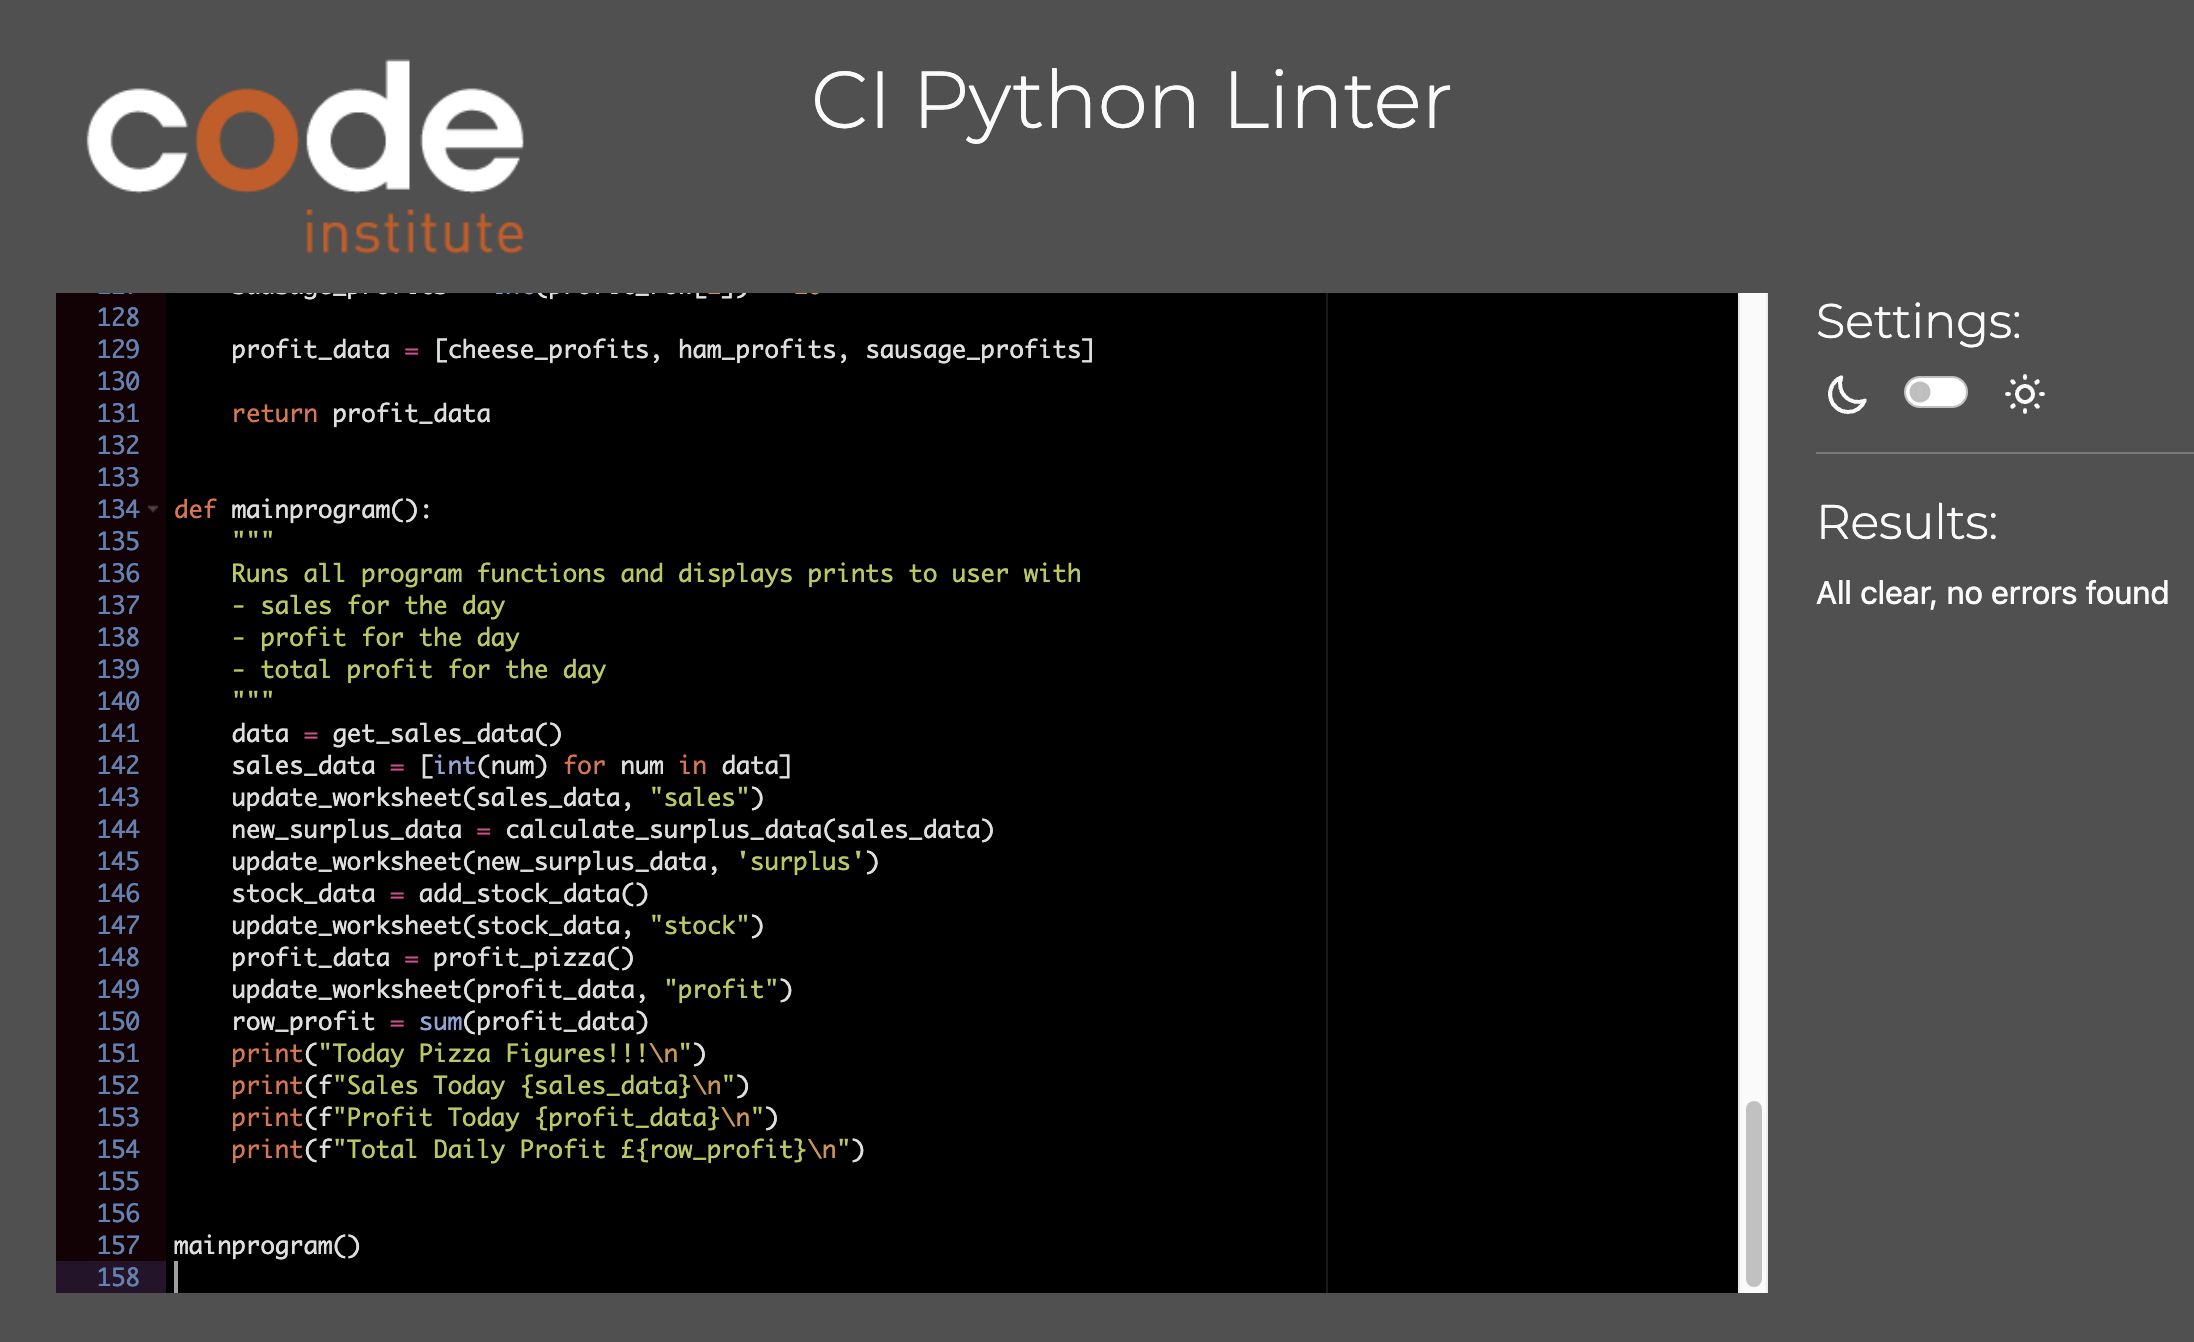 code
institute
CI Python Linter
128
129 profit_data = [cheese_profits, ham_profits, sausage_profits]
130
131 return profit_data
132
133
134 def mainprogram():
135 """
136 Runs all program functions and displays prints to user with
137 - sales for the day
138 - profit for the day
139 - total profit for the day
140 """
141 data = get_sales_data()
142 sales_data = [int(num) for num in data]
143 update_worksheet(sales_data, "sales")
144 new_surplus_data = calculate_surplus_data(sales_data)
145 update_worksheet(new_surplus_data, 'surplus')
146 stock_data = add_stock_data()
147 update_worksheet(stock_data, "stock")
148 profit_data = profit_pizza()
149 update_worksheet(profit_data, "profit")
150 row_profit = sum(profit_data)
151 print("Today Pizza Figures!!!\n")
152 print(f"Sales Today {sales_data}\n")
153 print(f"Profit Today {profit_data}\n")
154 print(f"Total Daily Profit £{row_profit}\n")
155
156
157 mainprogram()
158
Settings:
Results:
All clear, no errors found